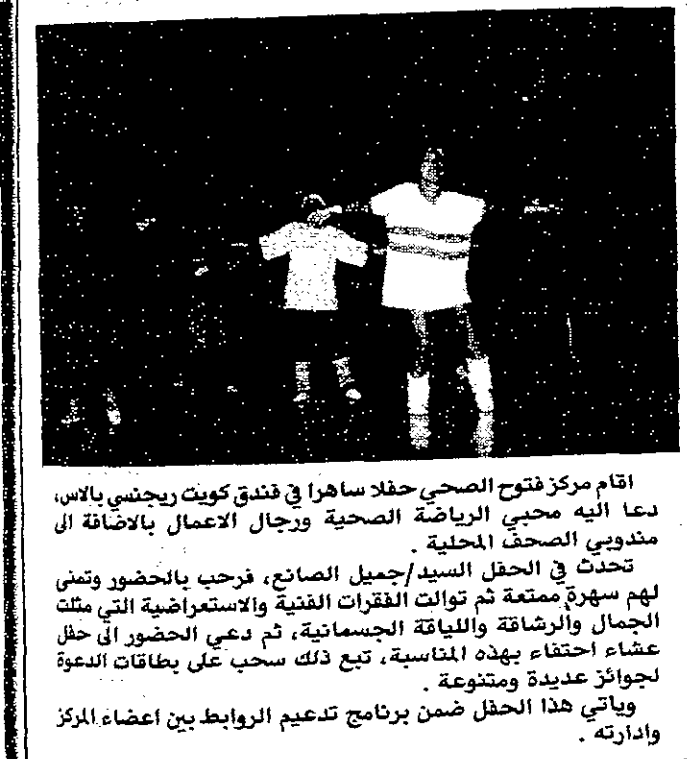 اقام مركز فتوح الصحي حفلا ساهرا في فندق كويت ريجنسي بالاس،
دعا اليه محبي الرياضة الصحية ورجال الاعمال بالاضافة الى
مندوبي الصحف المحلية .
تحدث في الحفل السيد/جميل الصانع، فرحب بالحضور وتمنى
لهم سهرة ممتعة ثم توالت الفقرات الفنية والاستعراضية التي مثلت
الجمال والرشاقة واللياقة الجسمانية، ثم دعي الحضور الى حفل
عشاء احتفاء بهذه المناسبة، تبع ذلك سحب على بطاقات الدعوة
لجوائز عديدة ومتنوعة .
وياتي هذا الحفل ضمن برنامج تدعيم الروابط بين اعضاء المركز
وادارته .